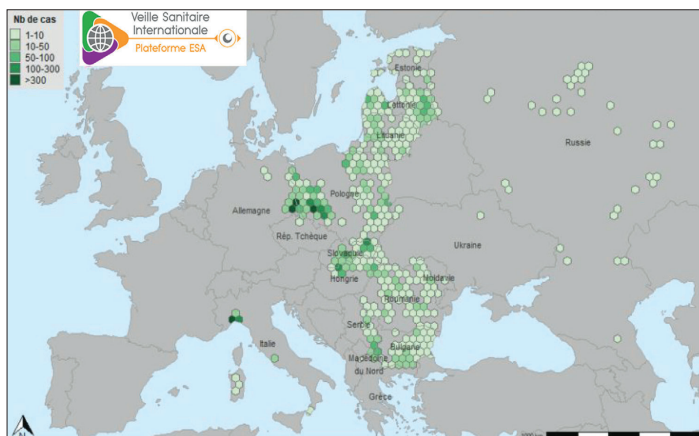 Nb de cas
1-10
10-50
50-100
100-300
>300
Veille Sanitaire
Internationale
Plateforme ESA
Estonie
Lettonie
Lituanie
Russie
Pologne
Allemagne
Rép. Tchèque
Ukraine
Slovaquie
Hongrie
Moldavie
Roumanie
Serbie
Bulgarie
Italie
Macédoine
du Nord
Grèce